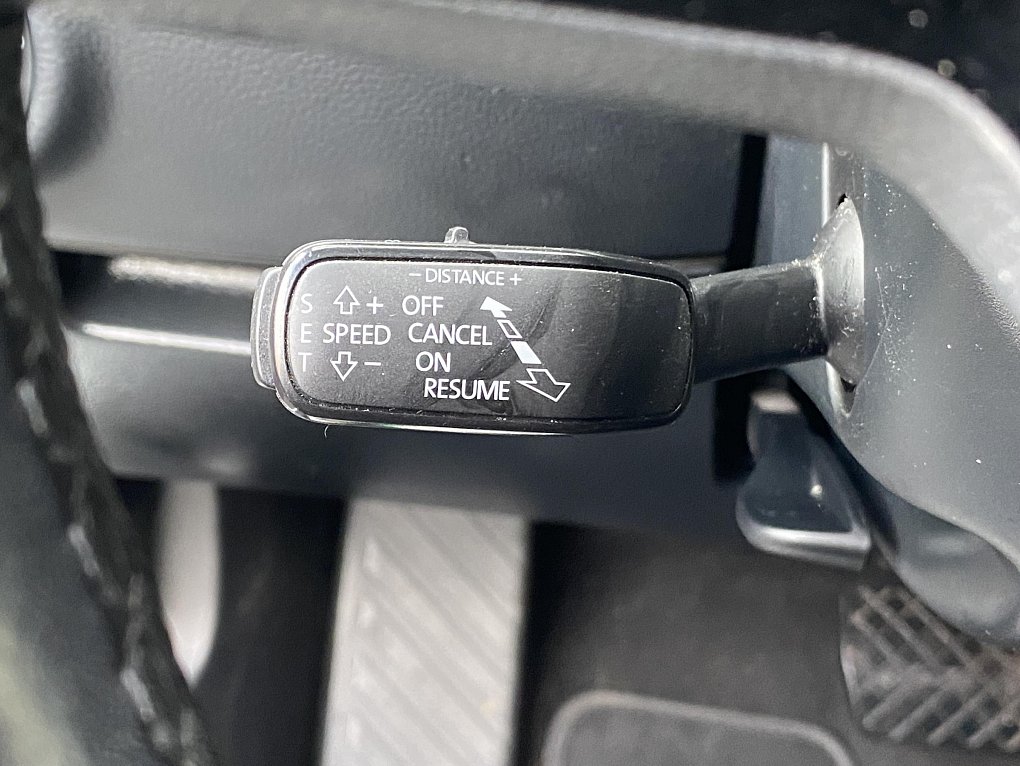 − DISTANCE +
S + OFF
E SPEED CANCEL
T − ON
RESUME